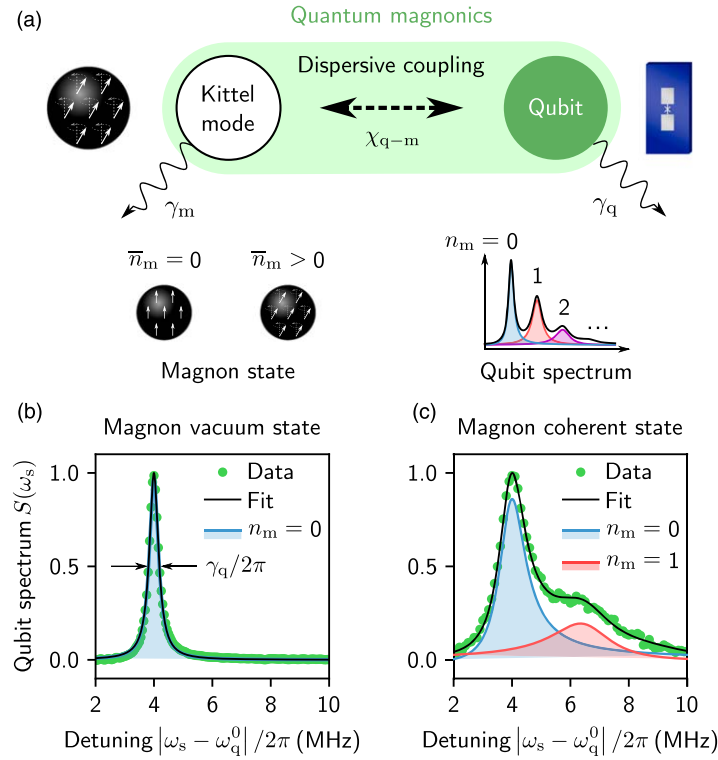 (a)
Quantum magnonics
Dispersive coupling
Kittel
mode
Qubit
χq−m
γm
γq
n̅m = 0
n̅m > 0
Magnon state
nm = 0
1
2
...
Qubit spectrum
(b)
Magnon vacuum state
1.0
0.5
0.0
Qubit spectrum S(ωs)
Data
Fit
nm = 0
γq/2π
2 4 6 8 10
Detuning |ωs − ωq⁰| /2π (MHz)
(c)
Magnon coherent state
1.0
0.5
0.0
Data
Fit
nm = 0
nm = 1
2 4 6 8 10
Detuning |ωs − ωq⁰| /2π (MHz)